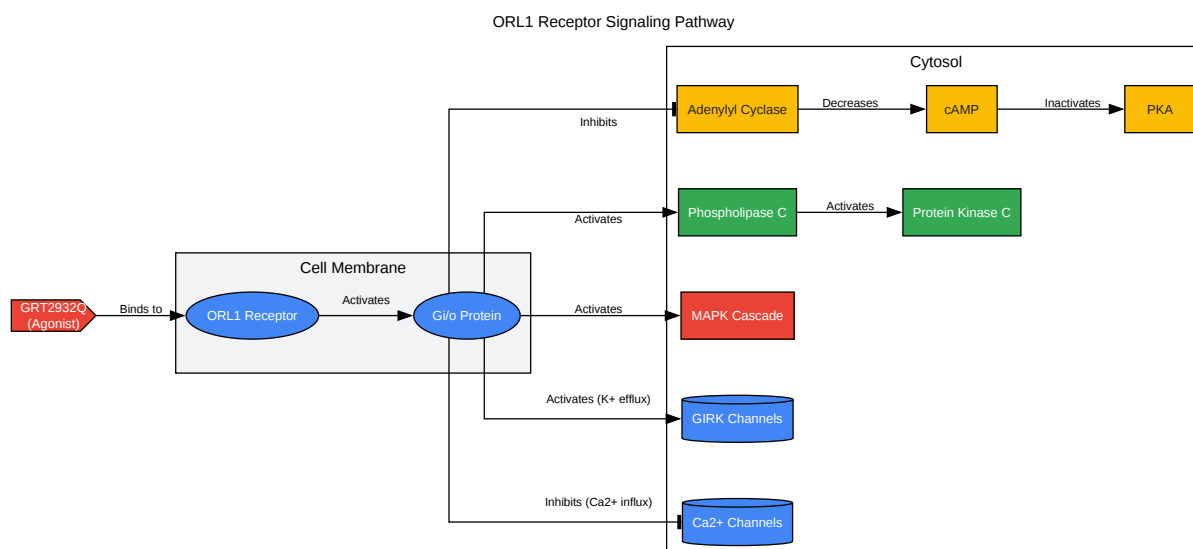 ORL1 Receptor Signaling Pathway
Cytosol
Adenylyl Cyclase
Decreases
cAMP
Inactivates
PKA
Inhibits
Phospholipase C
Activates
Protein Kinase C
Activates
Cell Membrane
GRT2932Q
(Agonist)
Binds to
ORL1 Receptor
Activates
Gi/o Protein
Activates
MAPK Cascade
Activates (K+ efflux)
GIRK Channels
Inhibits (Ca2+ influx)
Ca2+ Channels